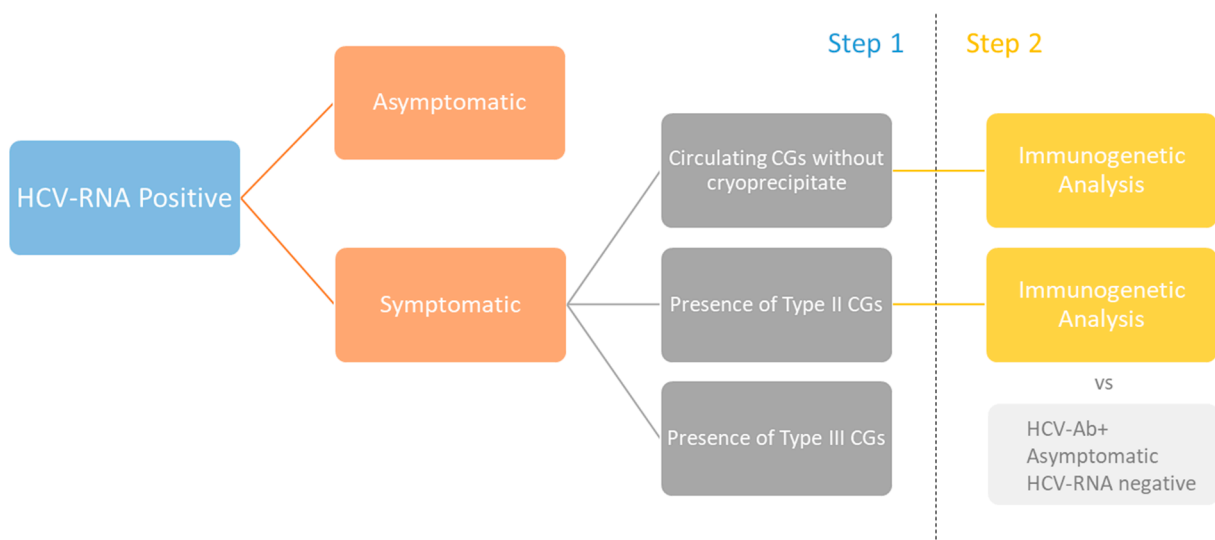 Step 1
Step 2
HCV-RNA Positive
Asymptomatic
Symptomatic
Circulating CGs without
cryoprecipitate
Presence of Type II CGs
Presence of Type III CGs
Immunogenetic
Analysis
Immunogenetic
Analysis
vs
HCV-Ab+
Asymptomatic
HCV-RNA negative